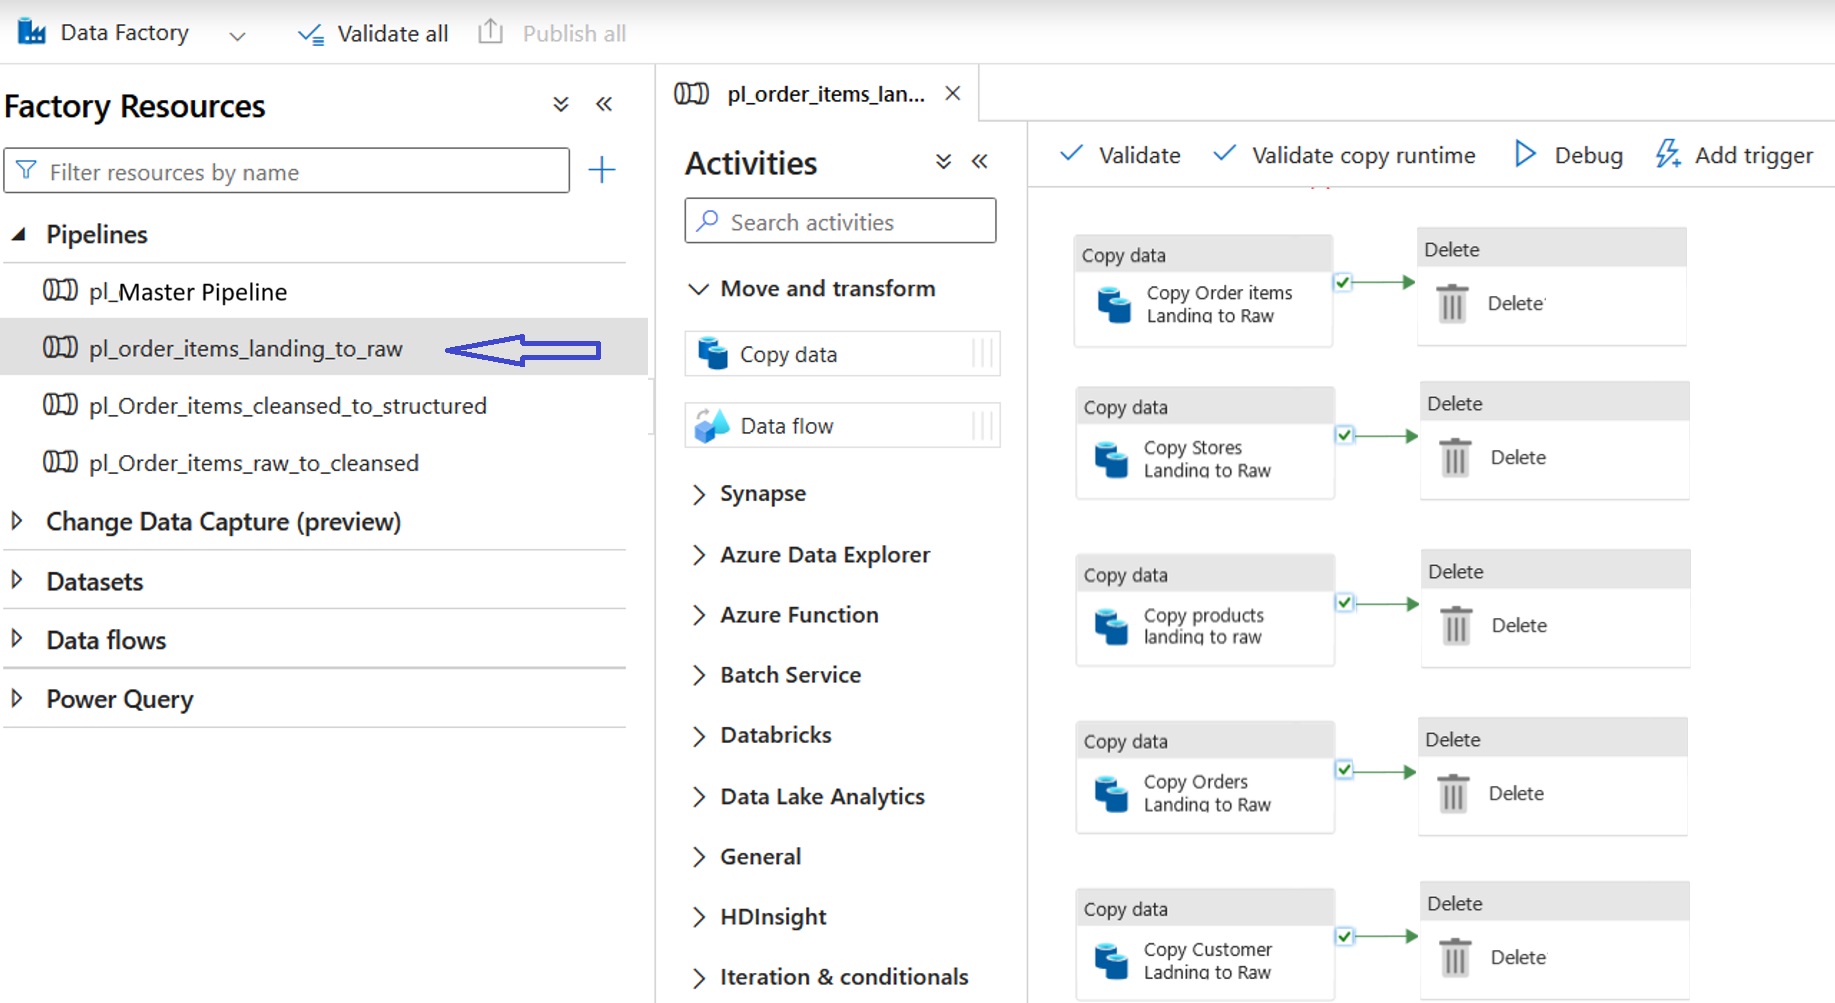 Data Factory
Validate all
Publish all
Factory Resources
Filter resources by name
Pipelines
pl_Master Pipeline
pl_order_items_landing_to_raw
pl_Order_items_cleansed_to_structured
pl_Order_items_raw_to_cleansed
Change Data Capture (preview)
Datasets
Data flows
Power Query
pl_order_items_lan...
Activities
Search activities
Move and transform
Copy data
Data flow
Synapse
Azure Data Explorer
Azure Function
Batch Service
Databricks
Data Lake Analytics
General
HDInsight
Iteration & conditionals
Validate
Validate copy runtime
Debug
Add trigger
Copy data
Copy Order items
Landing to Raw
Delete
Delete
Copy data
Copy Stores
Landing to Raw
Delete
Delete
Copy data
Copy products
landing to raw
Delete
Delete
Copy data
Copy Orders
Landing to Raw
Delete
Delete
Copy data
Copy Customer
Ladning to Raw
Delete
Delete